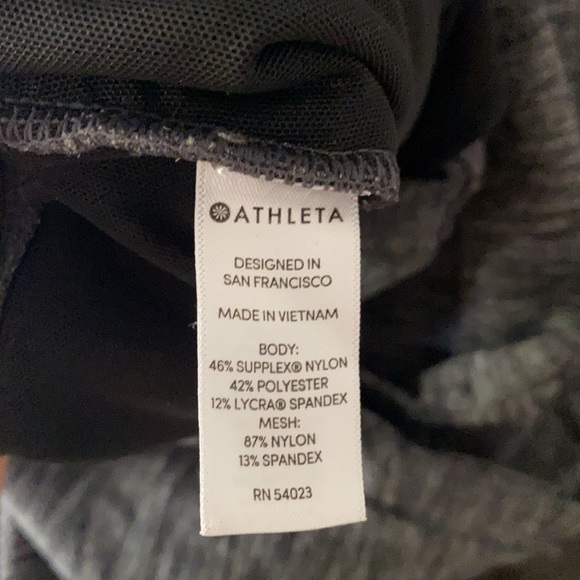 ATHLETA
DESIGNED IN
SAN FRANCISCO
MADE IN VIETNAM
BODY:
46% SUPPLEX® NYLON
42% POLYESTER
12% LYCRA® SPANDEX
MESH:
87% NYLON
13% SPANDEX
RN 54023